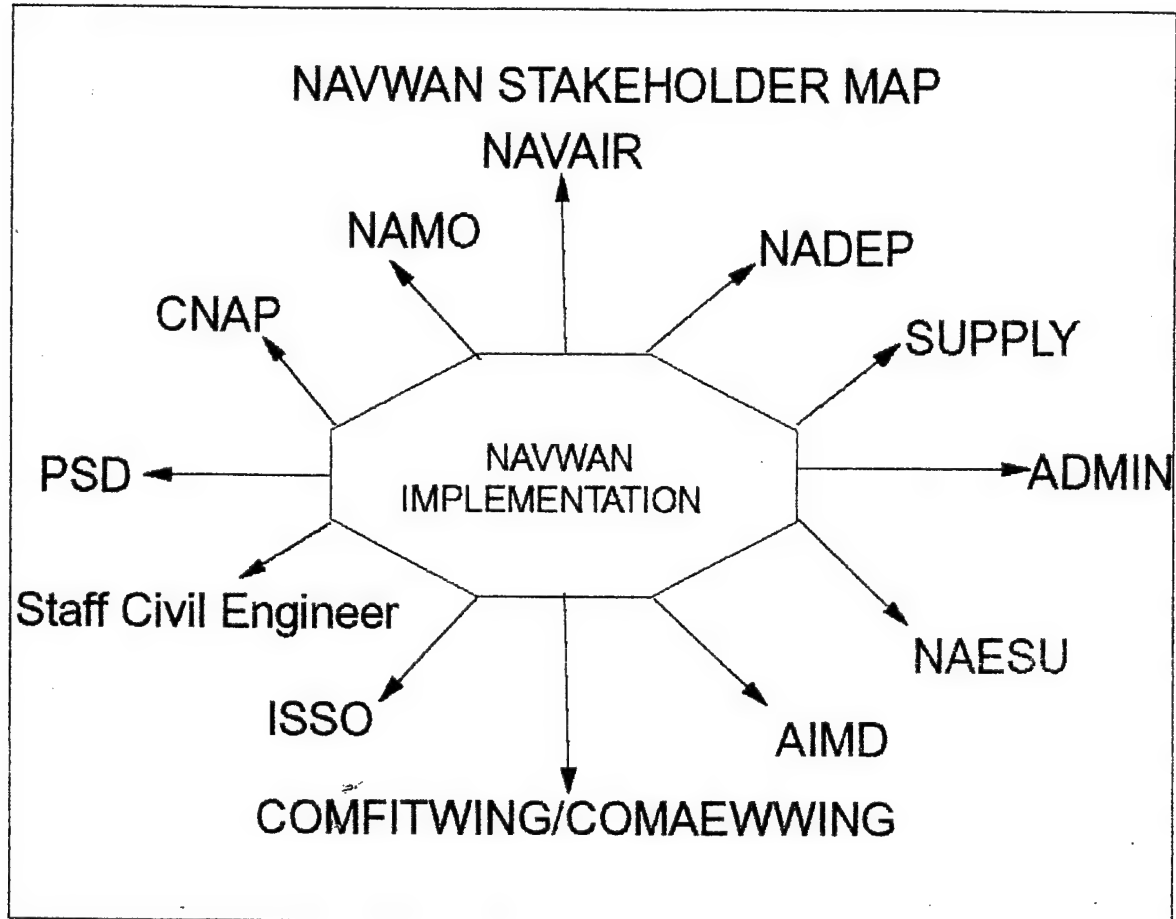 NAVWAN STAKEHOLDER MAP
NAVAIR
NAMO
NADEP
CNAP
SUPPLY
PSD
NAVWAN
IMPLEMENTATION
ADMIN
Staff Civil Engineer
NAESU
ISSO
AIMD
COMFITWING/COMAEWWING